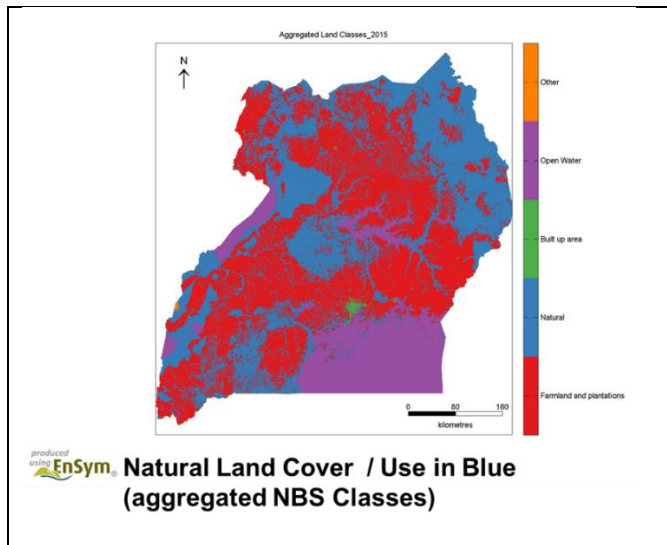 Aggregated Land Classes_2015
N
Other
Open Water
Built up area
Natural
Farmland and plantations
0 80 160
kilometres
produced
using EnSym®
Natural Land Cover / Use in Blue
(aggregated NBS Classes)